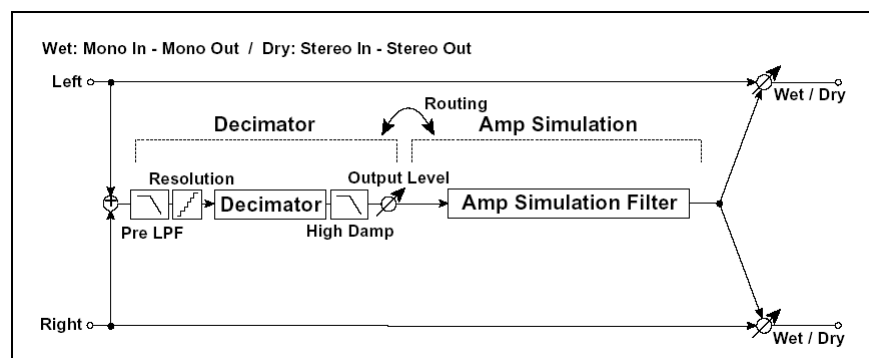 Wet: Mono In - Mono Out / Dry: Stereo In - Stereo Out
Left
Wet / Dry
Routing
Decimator
Amp Simulation
Resolution
Output Level
Decimator
Amp Simulation Filter
Pre LPF
High Damp
Right
Wet / Dry